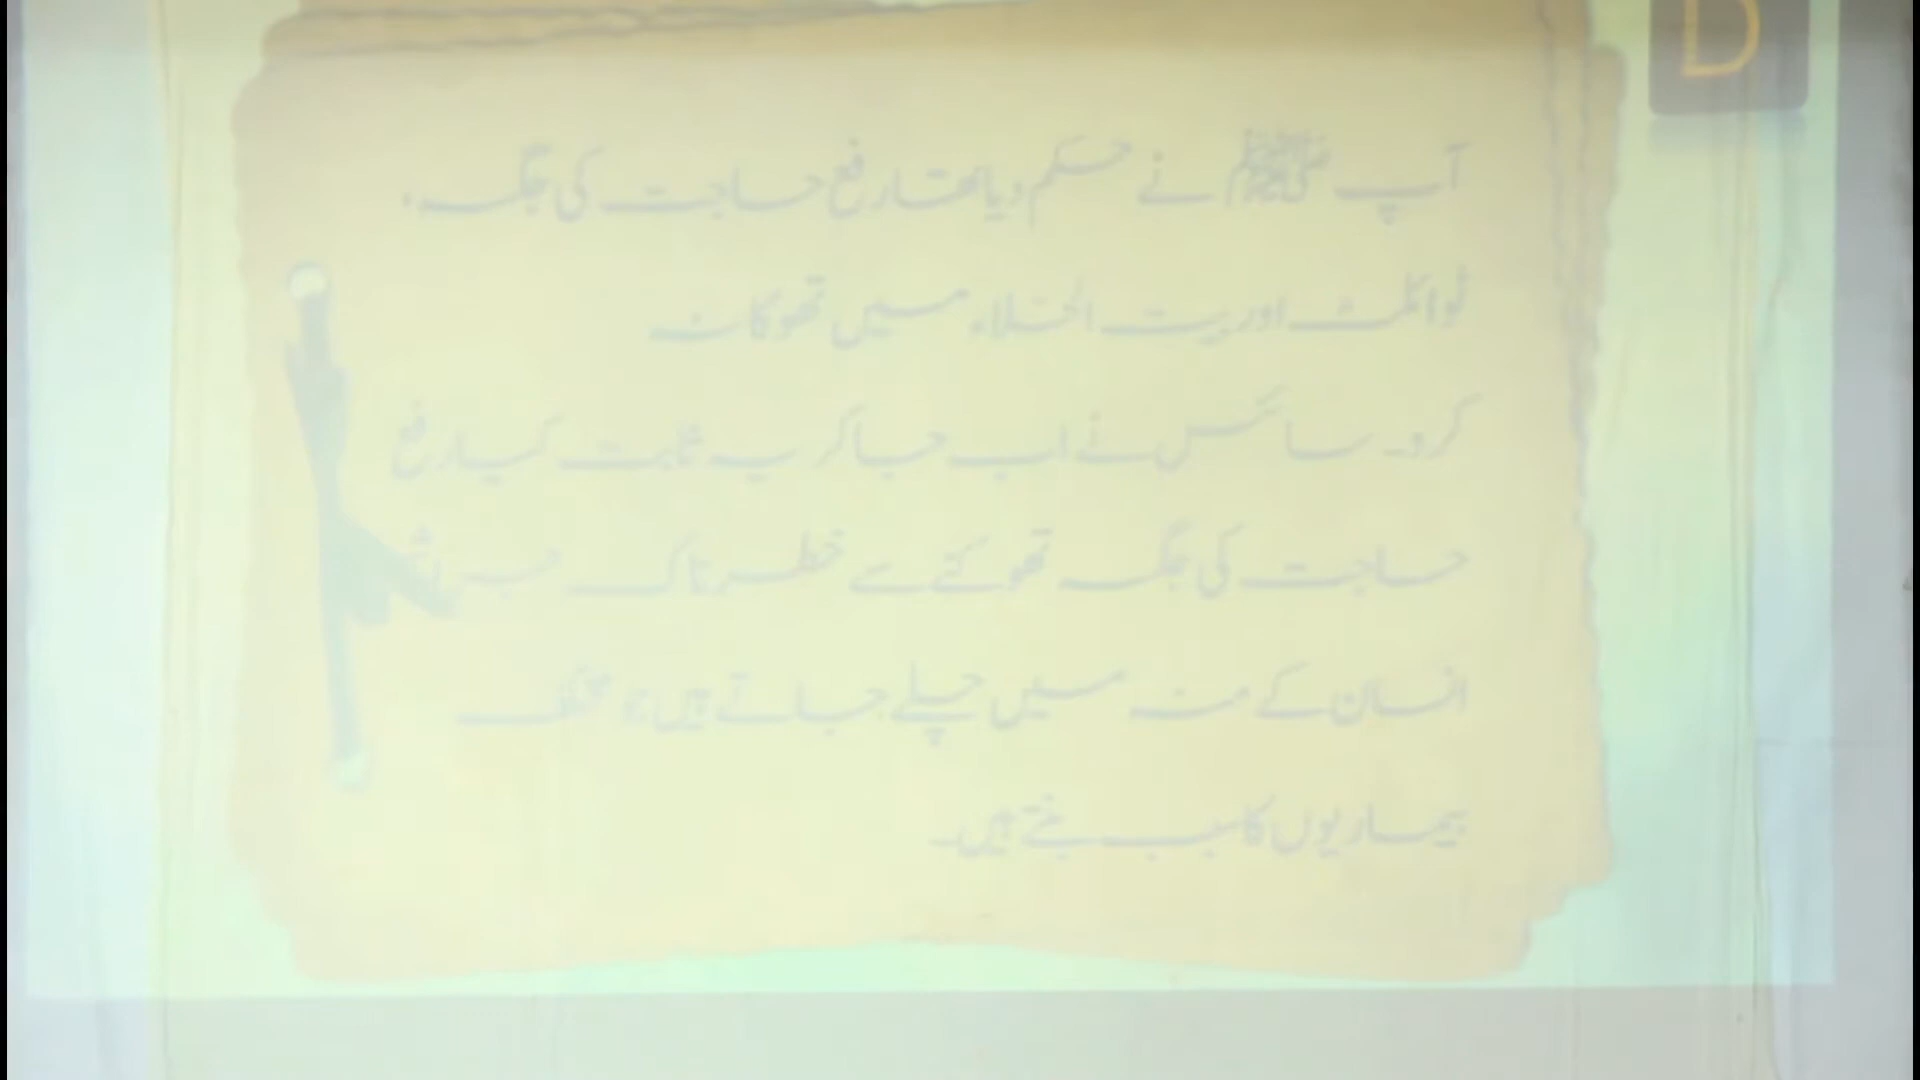 D
آپ ﷺ نے حکم دیا تھا رفع حاجت کی جگہ،
ٹوائلٹ اور بیت الخلاء میں تھوکا نہ
کرو۔ سائنس نے اب جا کر یہ ثابت کیا رفع
حاجت کی جگہ تھوکنے سے خطرناک
انسان کے منہ میں چلے جاتے ہیں جو مختلف
بیماریوں کا سبب بنتے ہیں۔